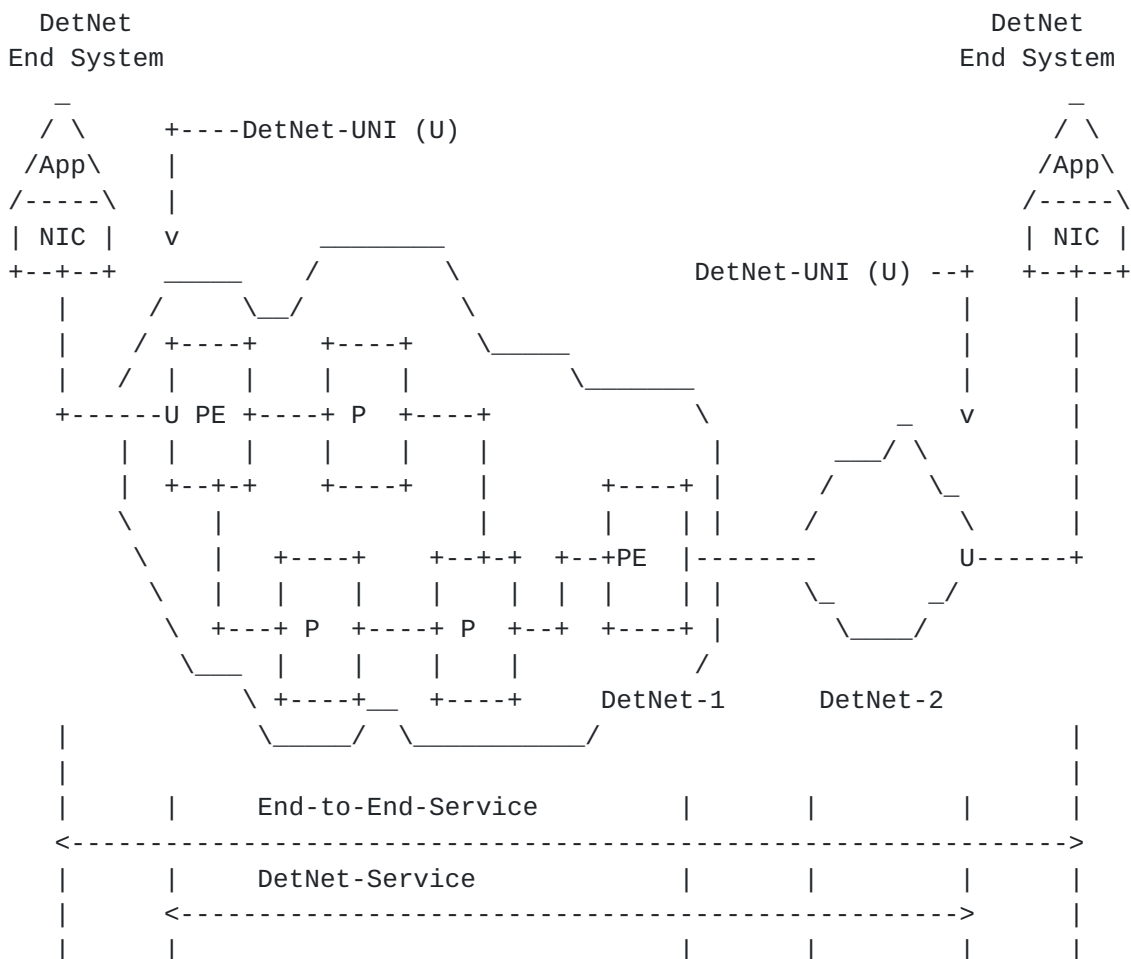 DetNet DetNet
End System End System
+----DetNet-UNI (U)
/App\ /App\
| NIC | v | NIC |
DetNet-UNI (U) --+
+------U PE +----+ P +----+ v
+--+PE U------+
+---+ P +----+ P +--+
DetNet-1 DetNet-2
End-to-End-Service
DetNet-Service